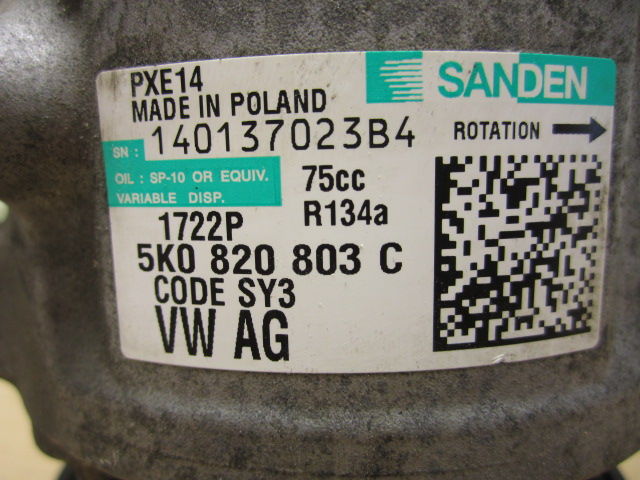 PXE14
MADE IN POLAND
SANDEN
SN : 140137023B4
ROTATION
OIL : SP-10 OR EQUIV.
VARIABLE DISP.
75cc
R134a
1722P
5K0 820 803 C
CODE SY3
VW AG